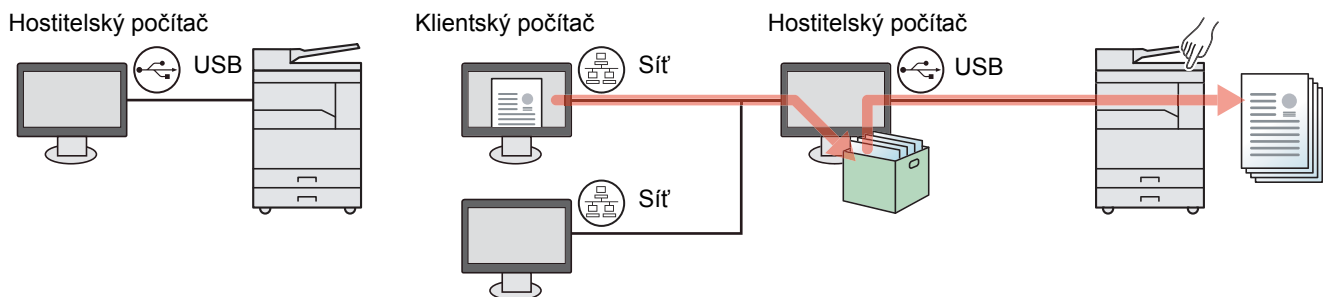 Hostitelský počítač
USB
Klientský počítač
Síť
Síť
Hostitelský počítač
USB